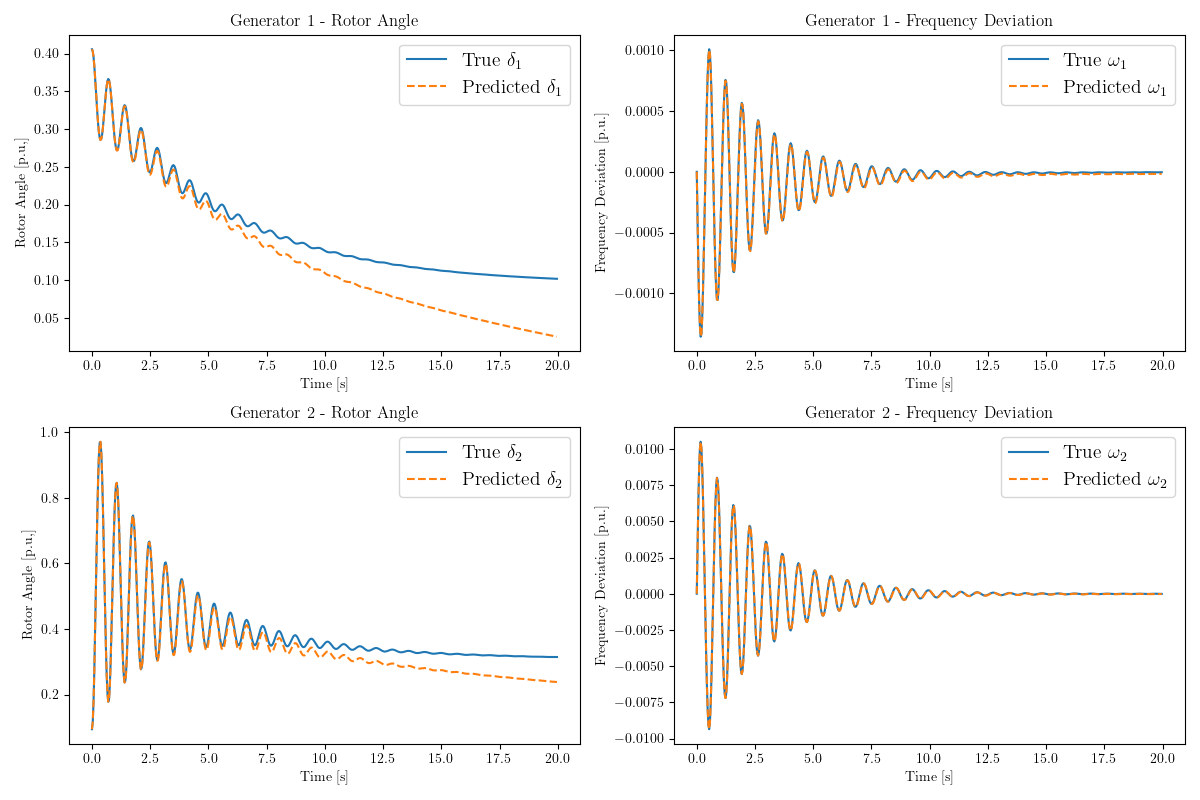 Generator 1 - Rotor Angle
True δ₁
Predicted δ₁
Rotor Angle [p.u,]
0.40
0.35
0.30
0.25
0.20
0.15
0.10
0.05
0.0 2.5 5.0 7.5 10.0 12.5 15.0 17.5 20.0
Time [s]
Generator 1 - Frequency Deviation
True ω₁
Predicted ω₁
Frequency Deviation [p.u.]
0.0010
0.0005
0.0000
−0.0005
−0.0010
0.0 2.5 5.0 7.5 10.0 12.5 15.0 17.5 20.0
Time [s]
Generator 2 - Rotor Angle
True δ₂
Predicted δ₂
Rotor Angle [p.u,]
1.0
0.8
0.6
0.4
0.2
0.0 2.5 5.0 7.5 10.0 12.5 15.0 17.5 20.0
Time [s]
Generator 2 - Frequency Deviation
True ω₂
Predicted ω₂
Frequency Deviation [p.u.]
0.0100
0.0075
0.0050
0.0025
0.0000
−0.0025
−0.0050
−0.0075
−0.0100
0.0 2.5 5.0 7.5 10.0 12.5 15.0 17.5 20.0
Time [s]